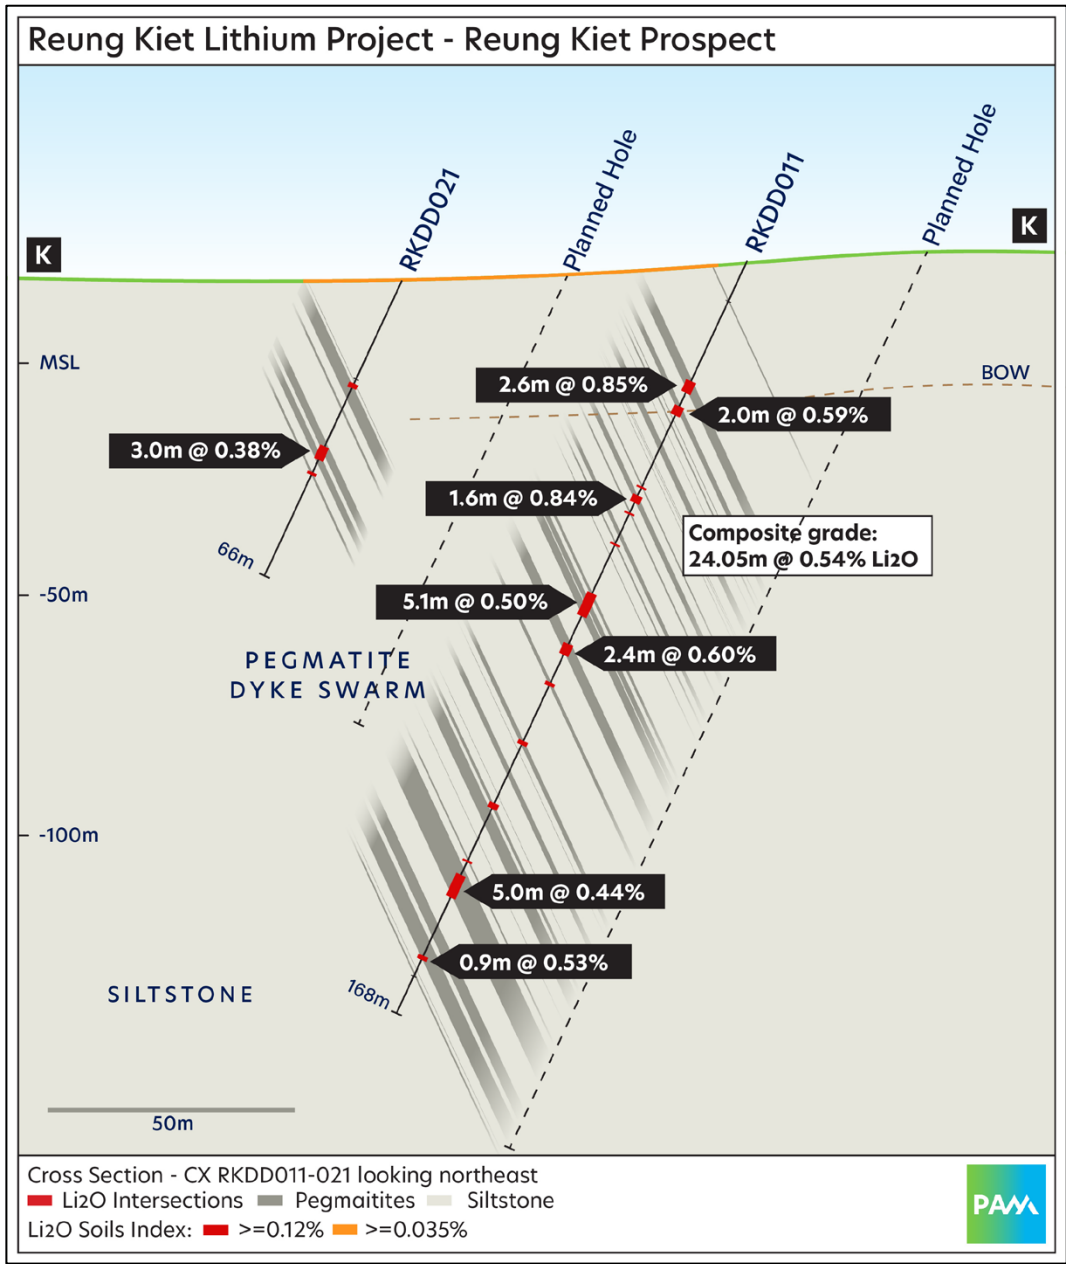 Reung Kiet Lithium Project - Reung Kiet Prospect
K
RKDD021
Planned Hole
RKDD011
Planned Hole
K
MSL
BOW
2.6m @ 0.85%
2.0m @ 0.59%
3.0m @ 0.38%
1.6m @ 0.84%
Composite grade:
24.05m @ 0.54% Li2O
66m
-50m
5.1m @ 0.50%
2.4m @ 0.60%
PEGMATITE
DYKE SWARM
-100m
5.0m @ 0.44%
0.9m @ 0.53%
SILTSTONE
168m
50m
Cross Section - CX RKDD011-021 looking northeast
Li2O Intersections Pegmaitites Siltstone
Li2O Soils Index: >=0.12% >=0.035%
PAM